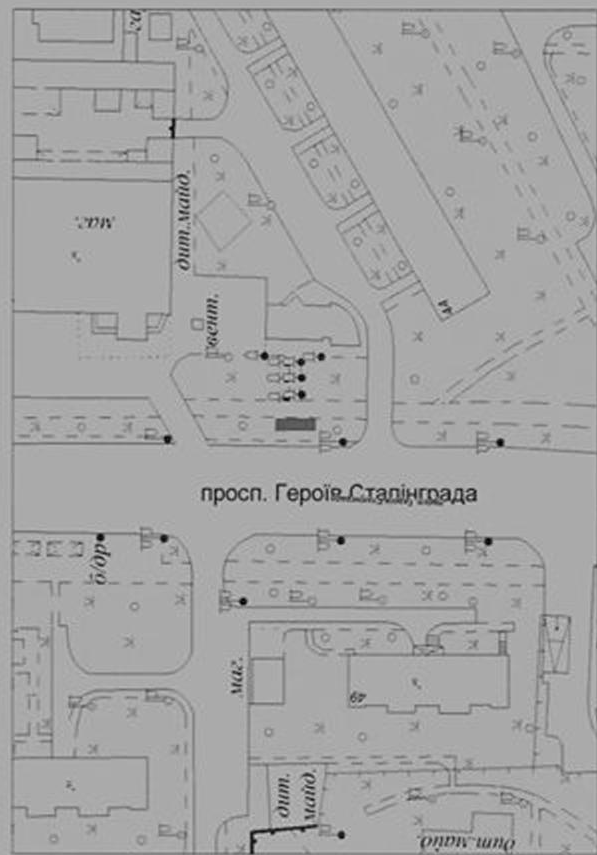 маг.
дит.майд.
вент.
44
просп. Героїв Сталінграда
б/др
маг.
49
дит.
майд.
дит.майд.